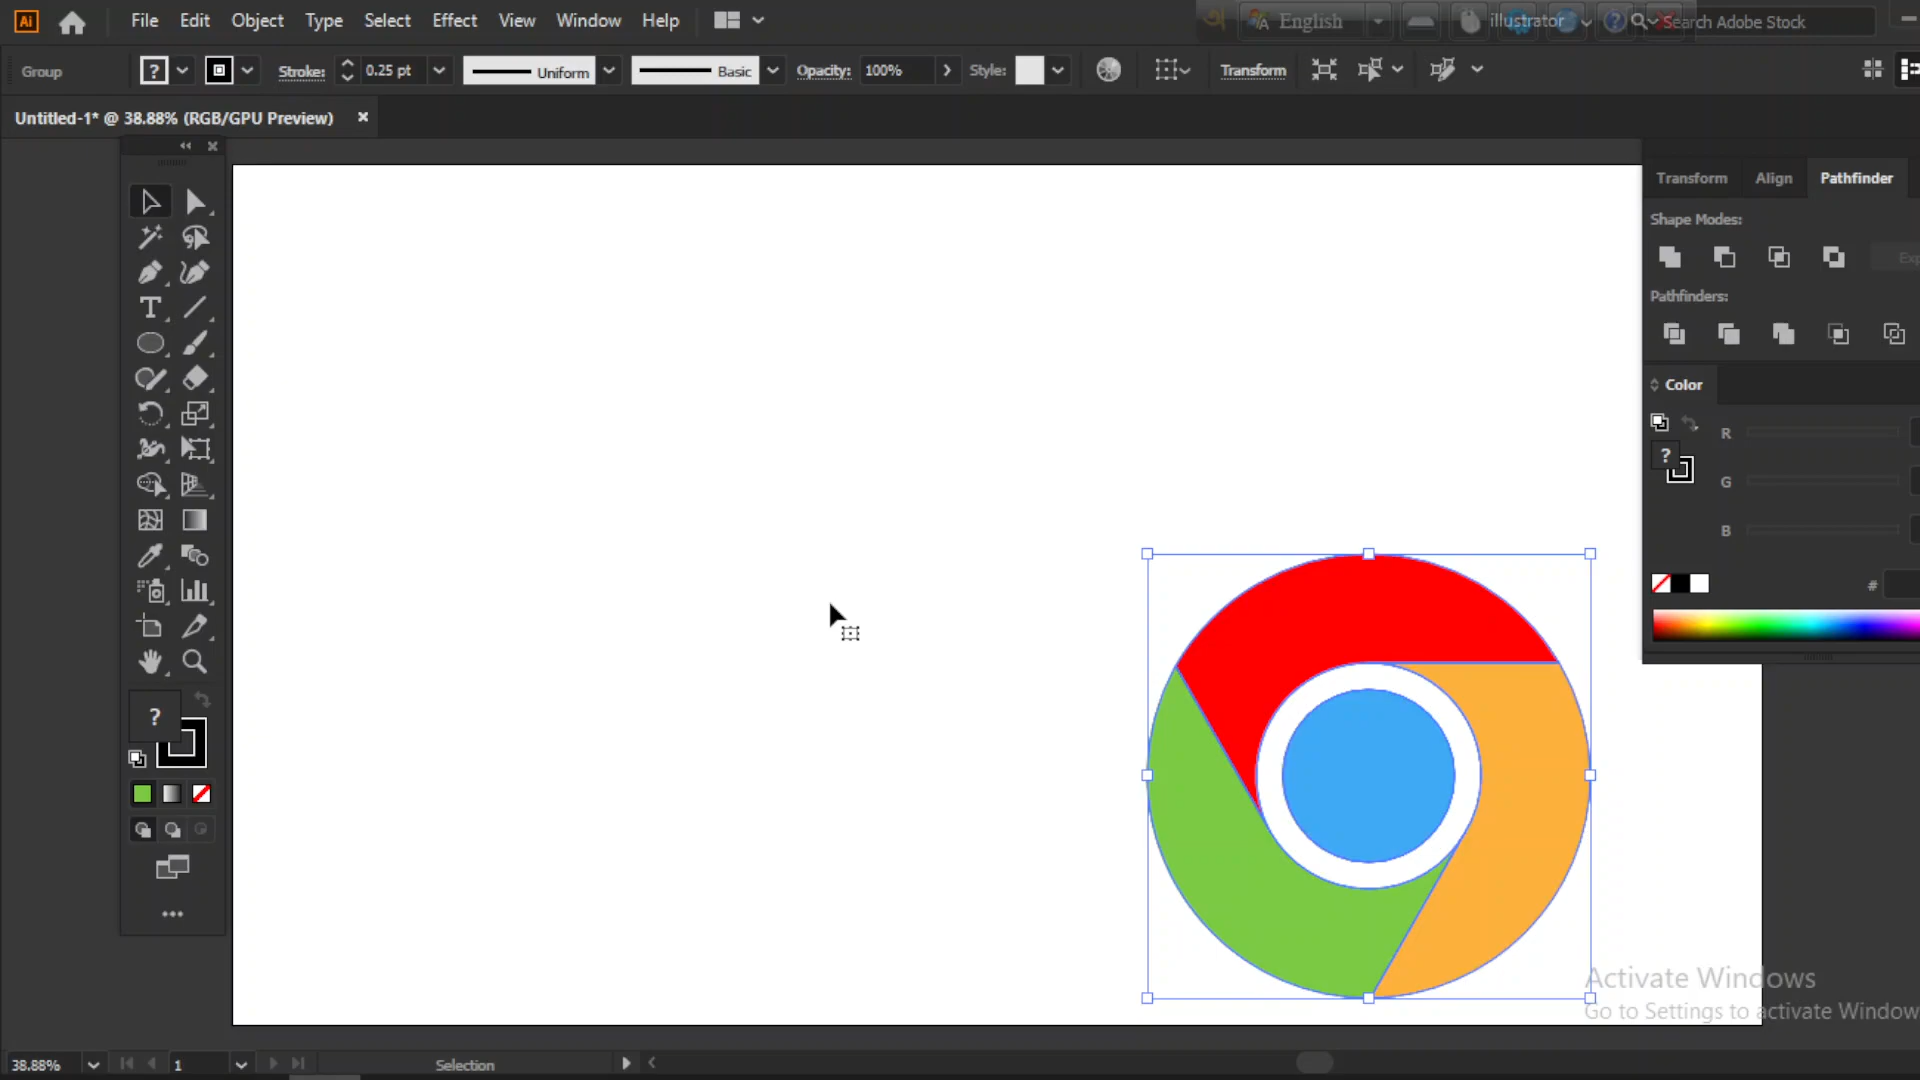 Ai File Edit Object Type Select Effect View Window Help English illustrator Search Adobe Stock
Group ? Stroke: 0.25 pt Uniform Basic Opacity: 100% Style: Transform
Untitled-1* @ 38.88% (RGB/GPU Preview) ×
Transform Align Pathfinder
Shape Modes:
Exp
Pathfinders:
Color
R
?
G
B
#
?
Activate Windows
Go to Settings to activate Window
38.88% 1 Selection